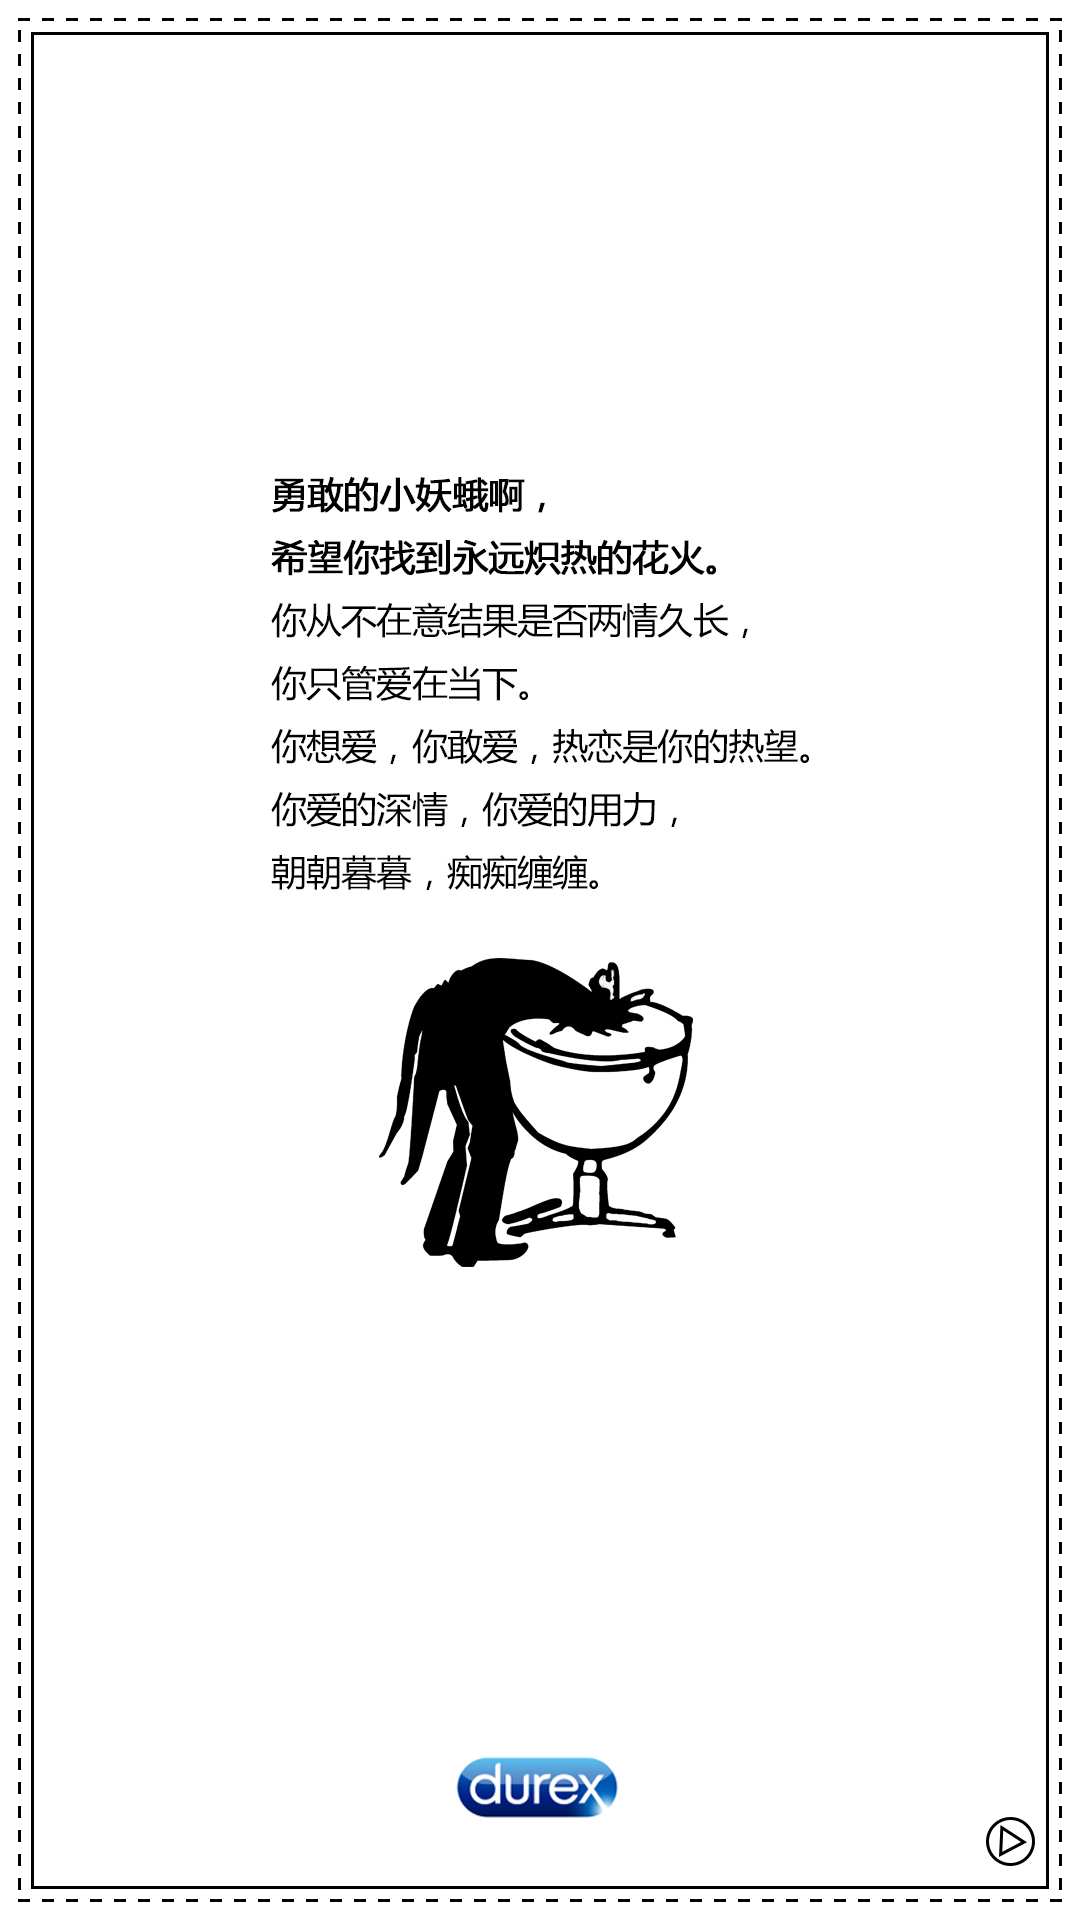 勇敢的小妖蛾啊，
希望你找到永远炽热的花火。
你从不在意结果是否两情久长，
你只管爱在当下。
你想爱，你敢爱，热恋是你的热望。
你爱的深情，你爱的用力，
朝朝暮暮，痴痴缠缠。
durex